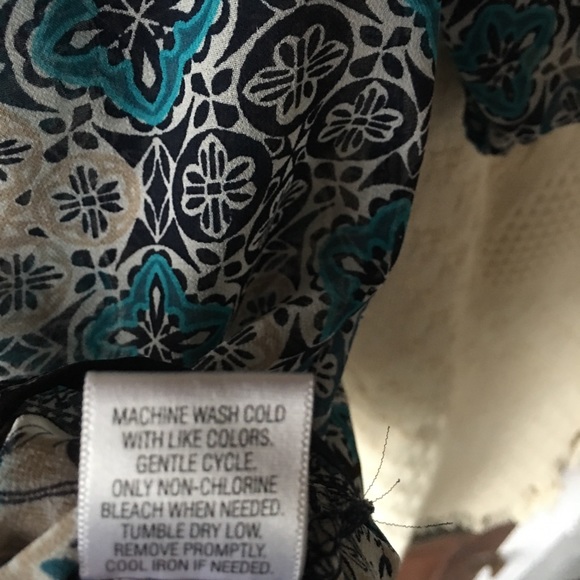 MACHINE WASH COLD
WITH LIKE COLORS.
GENTLE CYCLE.
ONLY NON-CHLORINE
BLEACH WHEN NEEDED.
TUMBLE DRY LOW,
REMOVE PROMPTLY.
COOL IRON IF NEEDED.